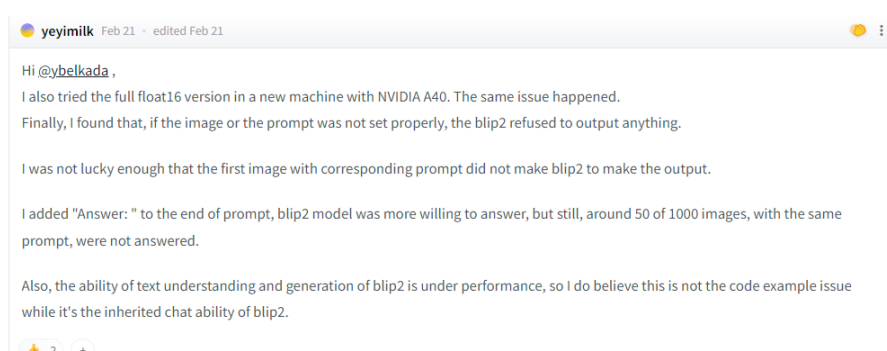 yeyimilk Feb 21 · edited Feb 21
Hi @ybelkada ,
I also tried the full float16 version in a new machine with NVIDIA A40. The same issue happened.
Finally, I found that, if the image or the prompt was not set properly, the blip2 refused to output anything.
I was not lucky enough that the first image with corresponding prompt did not make blip2 to make the output.
I added "Answer: " to the end of prompt, blip2 model was more willing to answer, but still, around 50 of 1000 images, with the same
prompt, were not answered.
Also, the ability of text understanding and generation of blip2 is under performance, so I do believe this is not the code example issue
while it's the inherited chat ability of blip2.